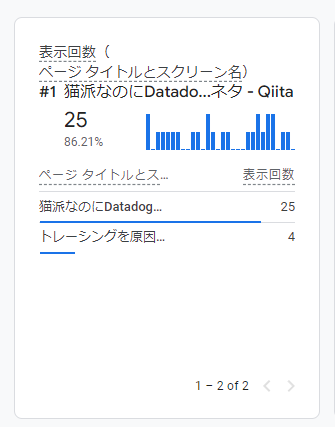 表示回数（
ページ タイトルとスクリーン名）
#1 猫派なのにDatado...ネタ - Qiita
25
86.21%
ページ タイトルとス... 表示回数
猫派なのにDatadog... 25
トレーシングを原因... 4
1 – 2 of 2